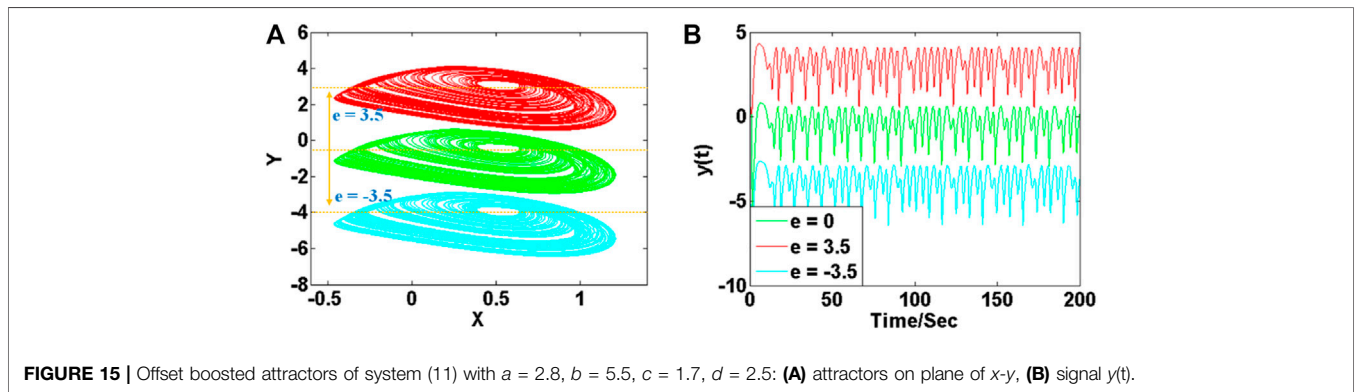 A
6
4
2
0
-2
-4
-6
-8
Y
e = 3.5
e = -3.5
-0.5
0
0.5
1
X
B
5
0
-5
-10
y(t)
e = 0
e = 3.5
e = -3.5
0
50
100
150
200
Time/Sec
FIGURE 15 | Offset boosted attractors of system (11) with a = 2.8, b = 5.5, c = 1.7, d = 2.5: (A) attractors on plane of x-y, (B) signal y(t).